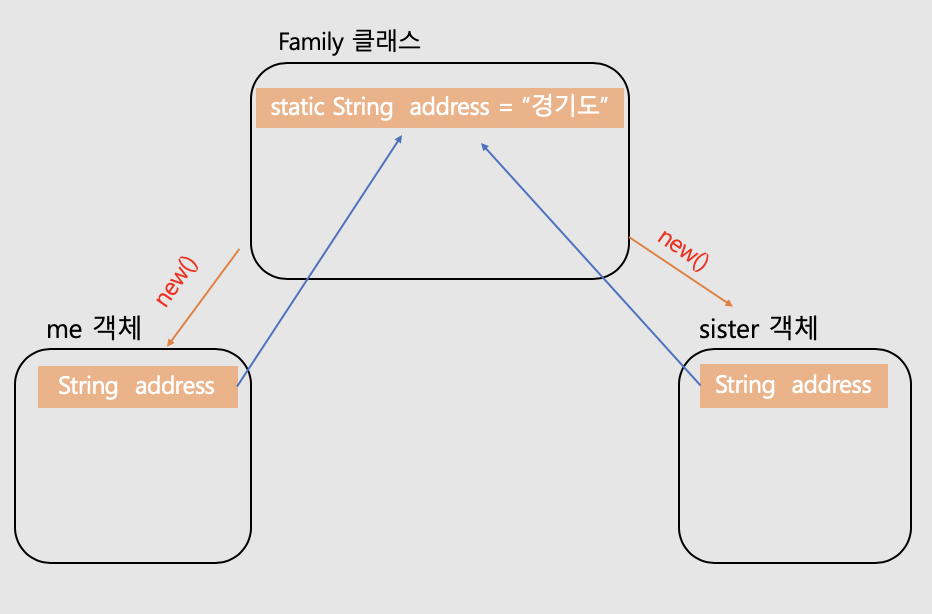 Family 클래스
static String address = “경기도”
new()
new()
me 객체
sister 객체
String address
String address